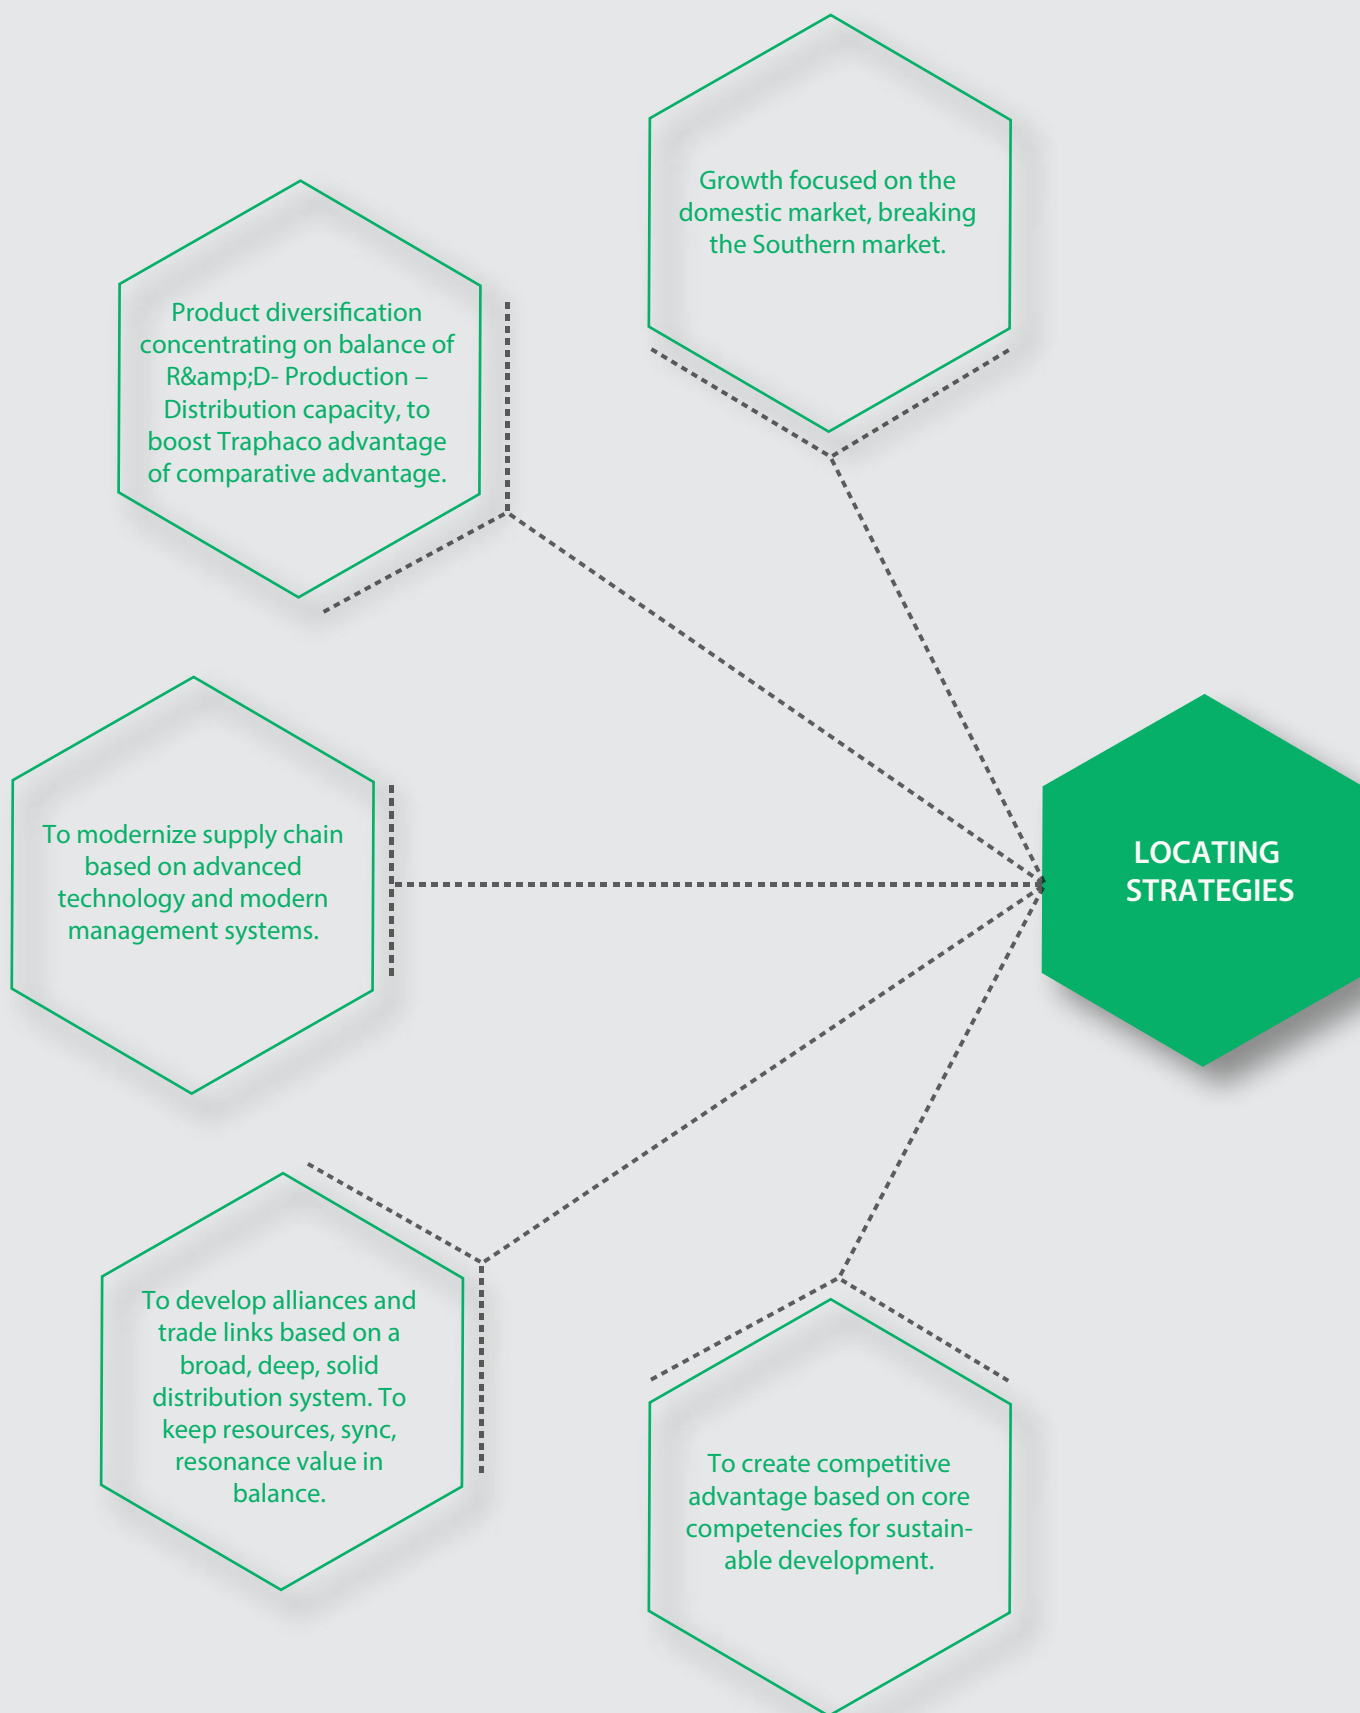 Growth focused on the
domestic market, breaking
the Southern market.
Product diversification
concentrating on balance of
R&amp;D- Production –
Distribution capacity, to
boost Traphaco advantage
of comparative advantage.
To modernize supply chain
based on advanced
technology and modern
management systems.
LOCATING
STRATEGIES
To develop alliances and
trade links based on a
broad, deep, solid
distribution system. To
keep resources, sync,
resonance value in
balance.
To create competitive
advantage based on core
competencies for sustain-
able development.